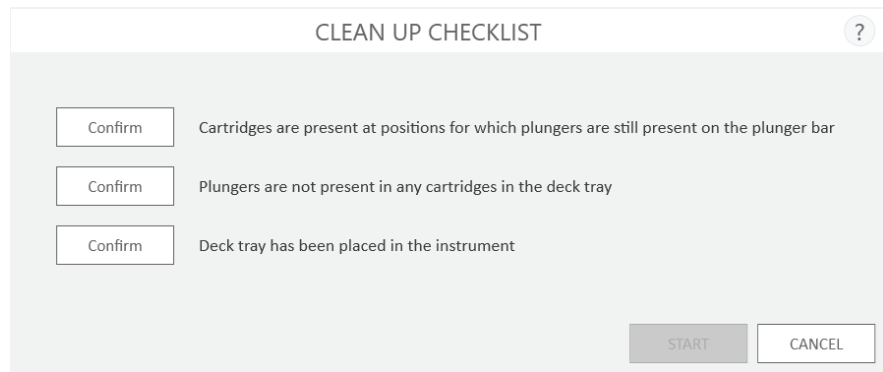 CLEAN UP CHECKLIST ?
Confirm Cartridges are present at positions for which plungers are still present on the plunger bar
Confirm Plungers are not present in any cartridges in the deck tray
Confirm Deck tray has been placed in the instrument
START CANCEL